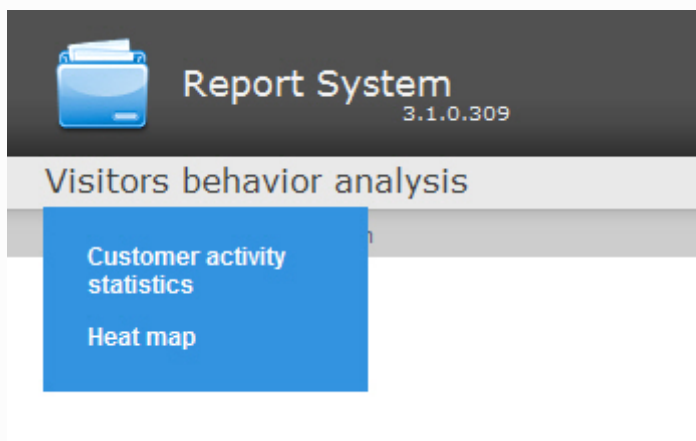 Report System
3.1.0.309
Visitors behavior analysis
Customer activity
statistics
Heat map